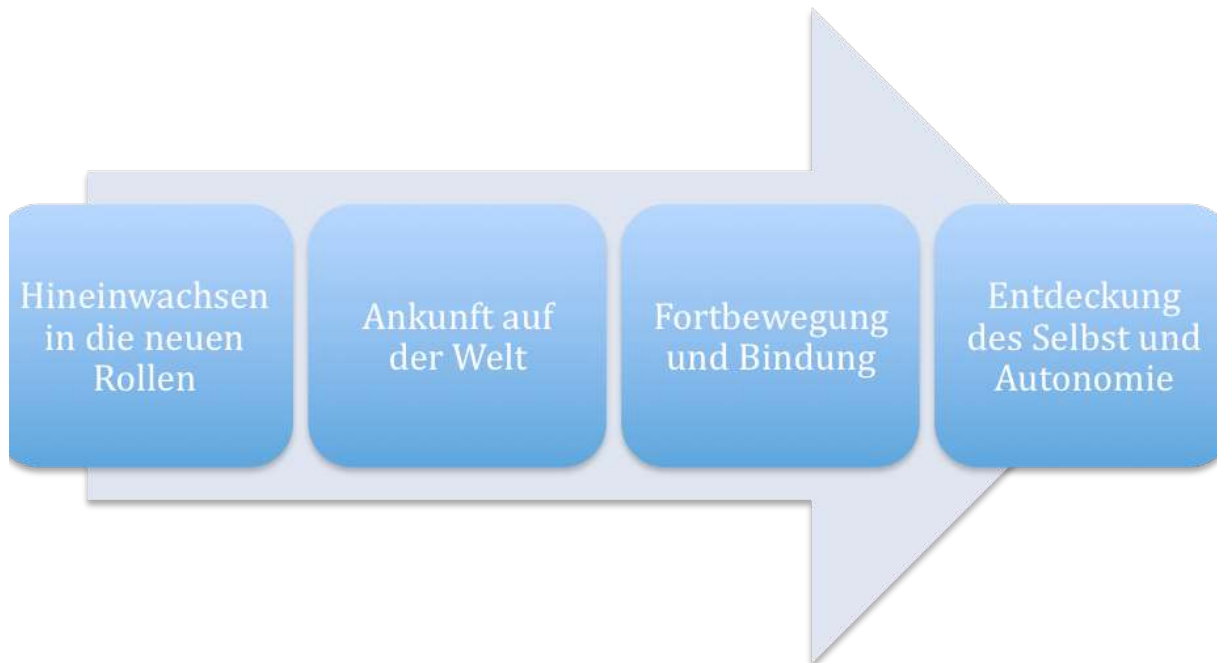 Hineinwachsen
in die neuen
Rollen
Ankunft auf
der Welt
Fortbewegung
und Bindung
Entdeckung
des Selbst und
Autonomie